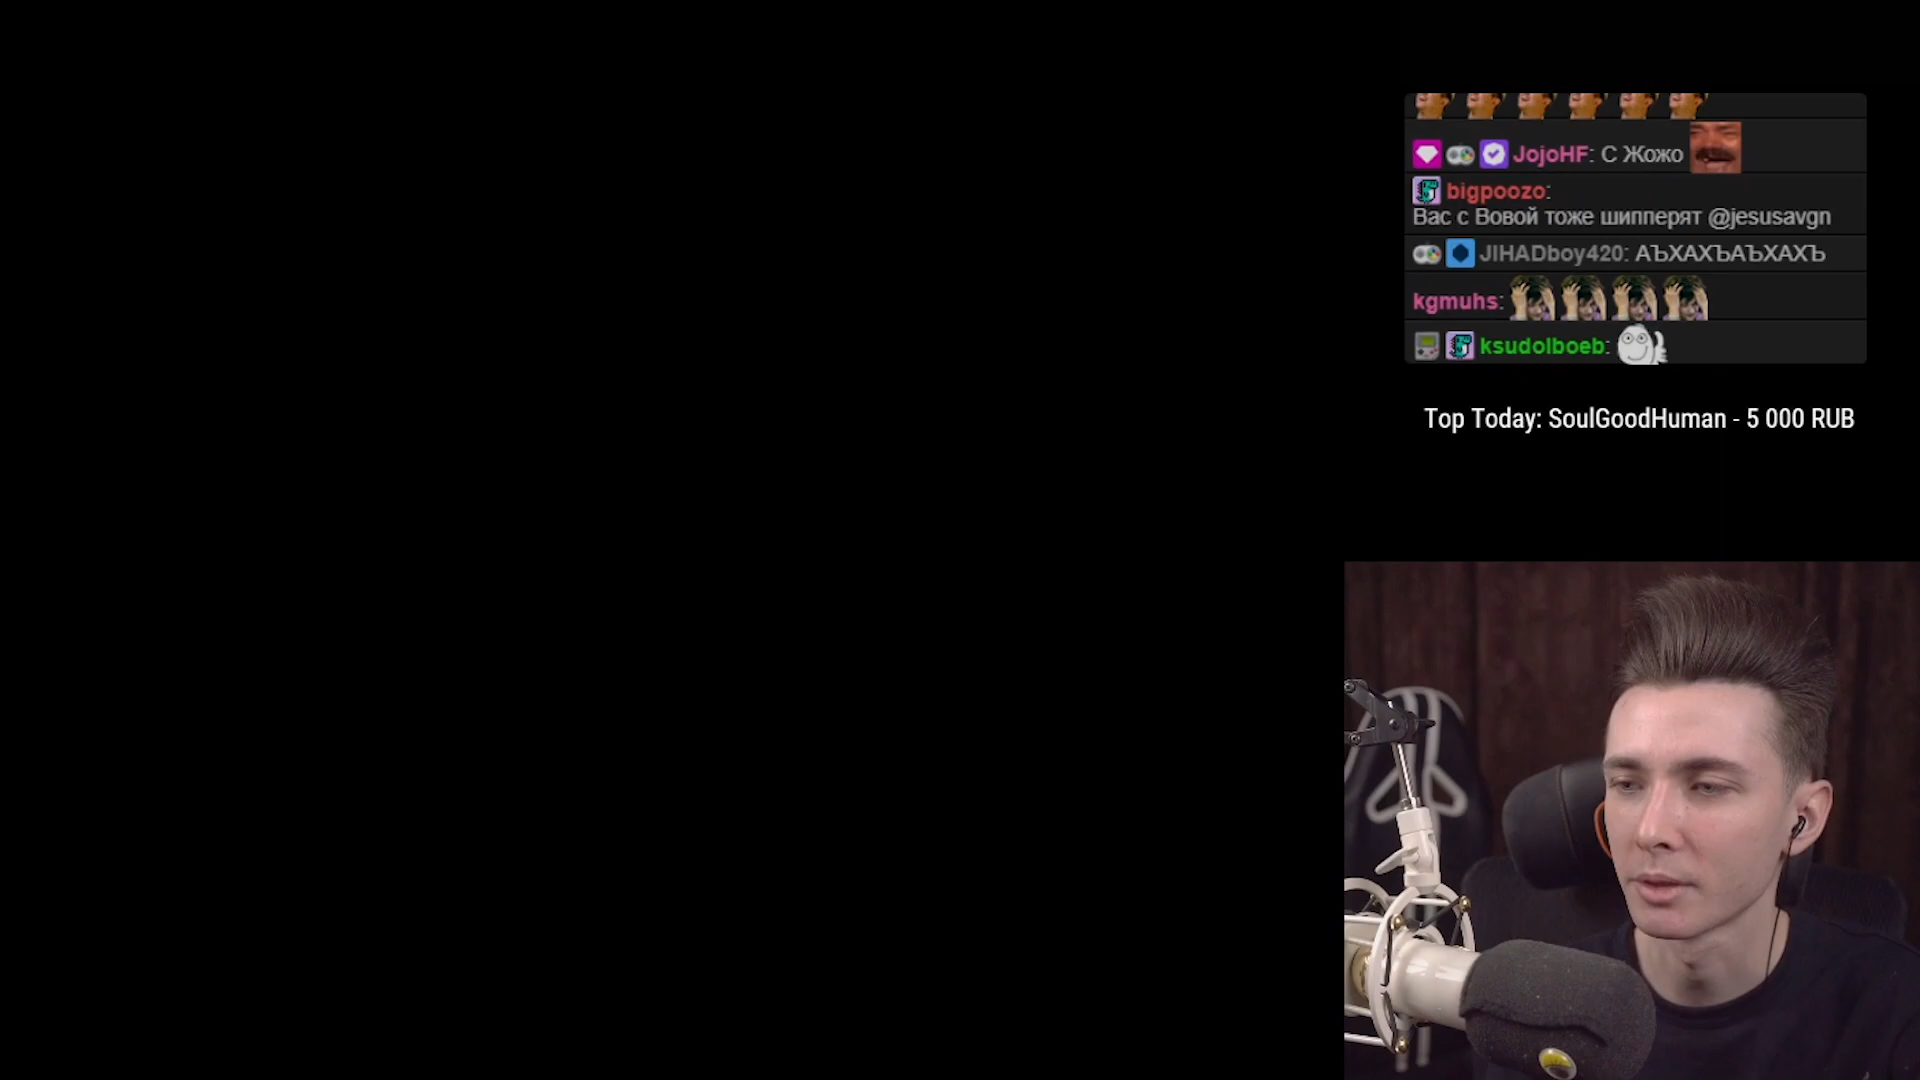 JojoHF: С Жожо
bigpoozo:
Вас с Вовой тоже шипперят @jesusavgn
JIHADboy420: АЪХАХЪАЪХАХЪ
kgmuhs:
ksudolboeb:
Top Today: SoulGoodHuman - 5 000 RUB